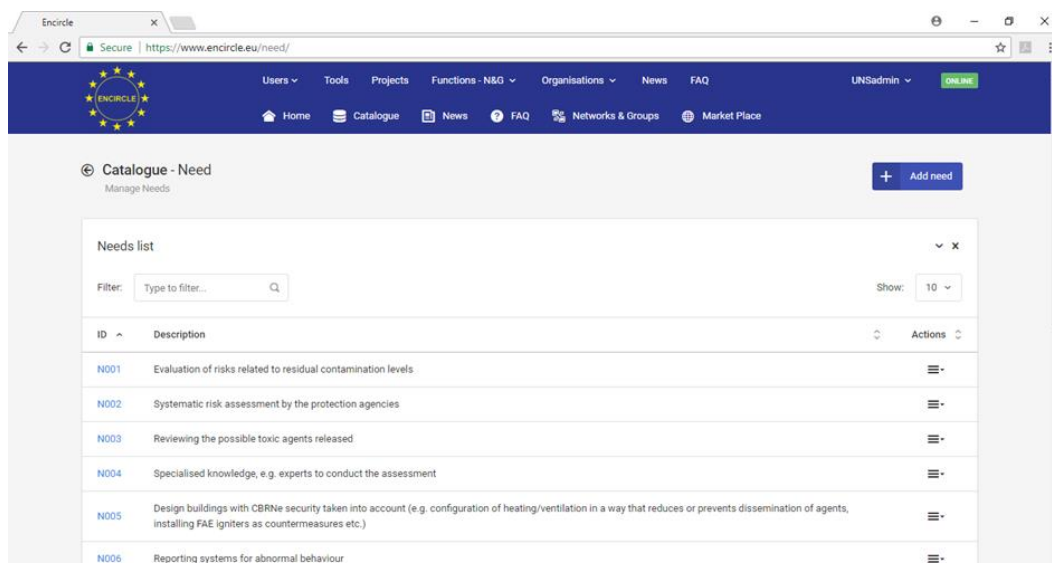 Encircle
Secure https://www.encircle.eu/need/
ENCIRCLE
Users Tools Projects Functions - N&G Organisations News FAQ UNSadmin ONLINE
Home Catalogue News FAQ Networks & Groups Market Place
Catalogue - Need
Manage Needs
+ Add need
Needs list
Filter: Type to filter... Show: 10
ID Description Actions
N001 Evaluation of risks related to residual contamination levels
N002 Systematic risk assessment by the protection agencies
N003 Reviewing the possible toxic agents released
N004 Specialised knowledge, e.g. experts to conduct the assessment
N005 Design buildings with CBRNe security taken into account (e.g. configuration of heating/ventilation in a way that reduces or prevents dissemination of agents,
installing FAE igniters as countermeasures etc.)
N006 Reporting systems for abnormal behaviour